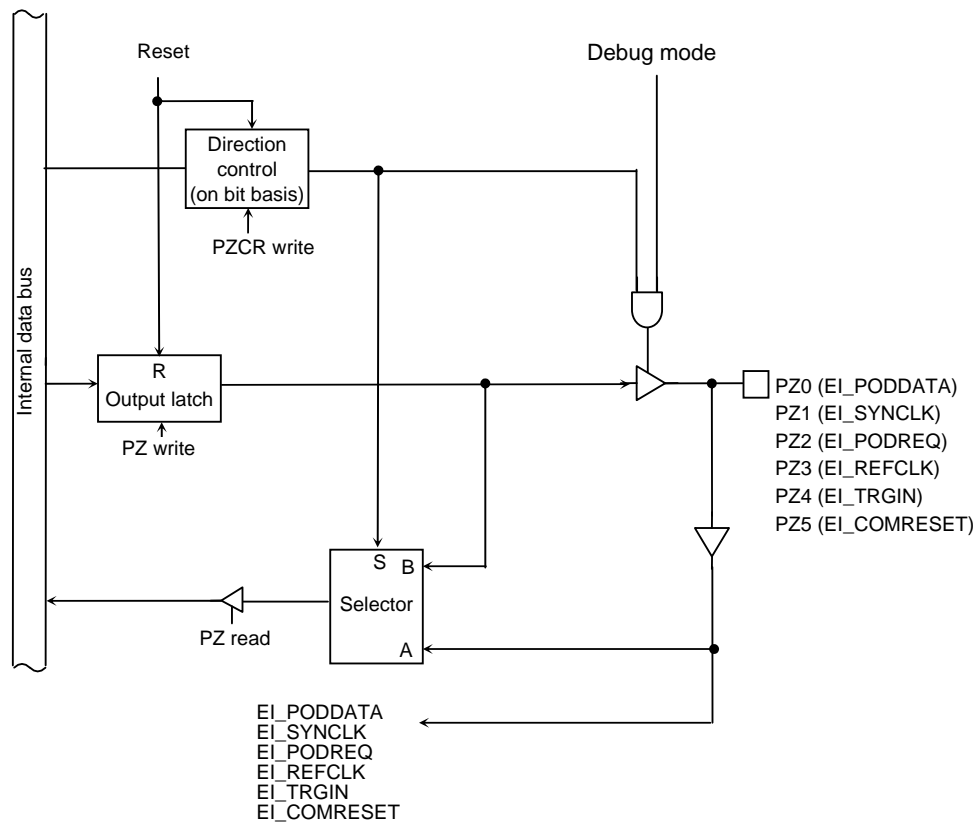 Reset
Debug mode
Direction
control
(on bit basis)
PZCR write
Internal data bus
R
Output latch
PZ write
PZ0 (EI_PODDATA)
PZ1 (EI_SYNCLK)
PZ2 (EI_PODREQ)
PZ3 (EI_REFCLK)
PZ4 (EI_TRGIN)
PZ5 (EI_COMRESET)
S
B
Selector
A
PZ read
EI_PODDATA
EI_SYNCLK
EI_PODREQ
EI_REFCLK
EI_TRGIN
EI_COMRESET